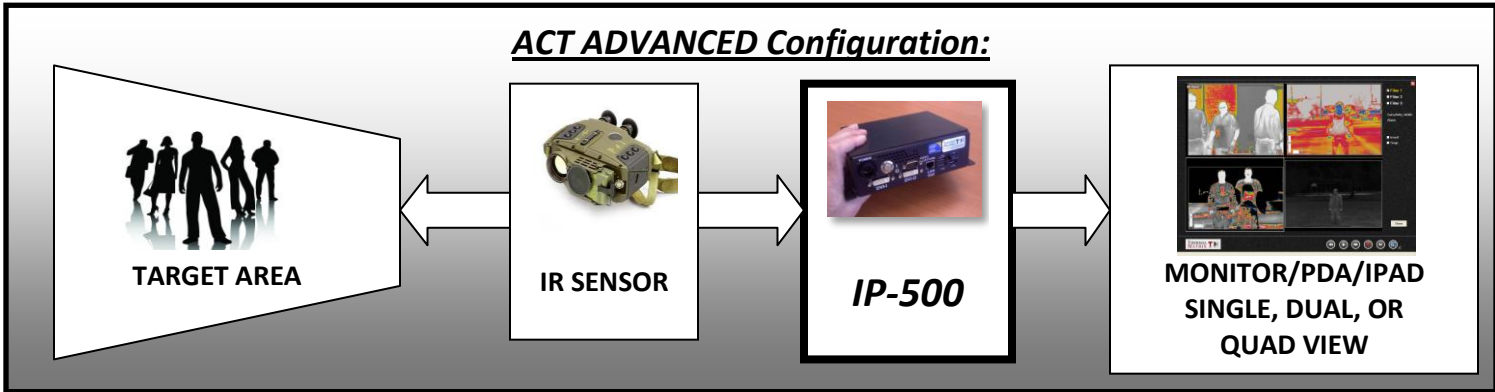 ACT ADVANCED Configuration:
TARGET AREA
IR SENSOR
IP-500
MONITOR/PDA/IPAD
SINGLE, DUAL, OR
QUAD VIEW